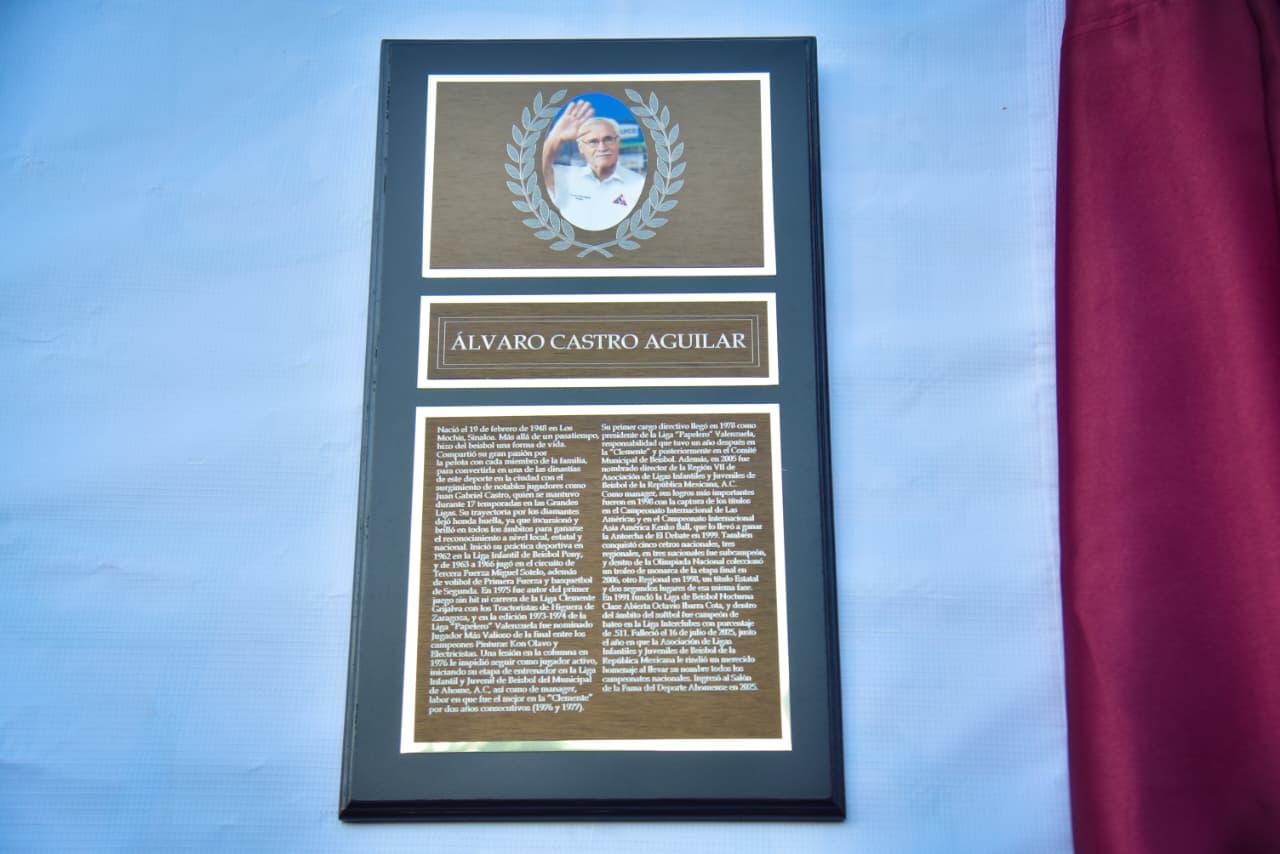 ÁLVARO CASTRO AGUILAR
Nació el 19 de febrero de 1948 en Los
Mochis, Sinaloa. Más allá de un pasatiempo,
hizo del beisbol una forma de vida.
Compartió su gran pasión por
la pelota con cada miembro de la familia,
para convertirla en una de las dinastías
de este deporte en la ciudad con el
surgimiento de notables jugadores como
Juan Gabriel Castro, quien se mantuvo
durante 17 temporadas en las Grandes
Ligas. Su trayectoria por los diamantes
dejó honda huella, ya que incursionó y
brilló en todos los ámbitos para ganarse
el reconocimiento a nivel local, estatal y
nacional. Inició su práctica deportiva en
1962 en la Liga Infantil de Beisbol Pony,
y de 1963 a 1966 jugó en el circuito de
Tercera Fuerza Miguel Sotelo, además
de volibol de Primera Fuerza y basquetbol
de Segunda. En 1975 fue autor del primer
juego sin hit ni carrera de la Liga Clemente
Grijalva con los Tractoristas de Higuera de
Zaragoza, y en la edición 1973-1974 de la
Liga "Papelero" Valenzuela fue nominado
Jugador Más Valioso de la final entre los
campeones Pinturas Kon Olavo y
Electricistas. Una lesión en la columna en
1976 le impidió seguir como jugador activo,
iniciando su etapa de entrenador en la Liga
Infantil y Juvenil de Beisbol del Municipal
de Ahome, A.C, así como de manager,
labor en que fue el mejor en la "Clemente"
por dos años consecutivos (1976 y 1977).
Su primer cargo directivo llegó en 1978 como
presidente de la Liga "Papelero" Valenzuela,
responsabilidad que tuvo un año después en
la "Clemente" y posteriormente en el Comité
Municipal de Beisbol. Además, en 2005 fue
nombrado director de la Región VII de
Asociación de Ligas Infantiles y Juveniles de
Beisbol de la República Mexicana, A.C.
Como manager, sus logros más importantes
fueron en 1998 con la captura de los títulos
en el Campeonato Internacional de Las
Américas y en el Campeonato Internacional
Asia América Kenko Ball, que lo llevó a ganar
la Antorcha de El Debate en 1999. También
conquistó cinco cetros nacionales, tres
regionales, en tres nacionales fue subcampeón,
y dentro de la Olimpiada Nacional coleccionó
un trofeo de monarca de la etapa final en
2006, otro Regional en 1998, un título Estatal
y dos segundos lugares de esa misma fase.
En 1991 fundó la Liga de Beisbol Nocturna
Clase Abierta Octavio Ibarra Cota, y dentro
del ámbito del softbol fue campeón de
bateo en la Liga Interclubes con porcentaje
de .511. Falleció el 16 de julio de 2025, justo
el año en que la Asociación de Ligas
Infantiles y Juveniles de Beisbol de la
República Mexicana le rindió un merecido
homenaje al llevar su nombre todos los
campeonatos nacionales. Ingresó al Salón
de la Fama del Deporte Ahomense en 2025.